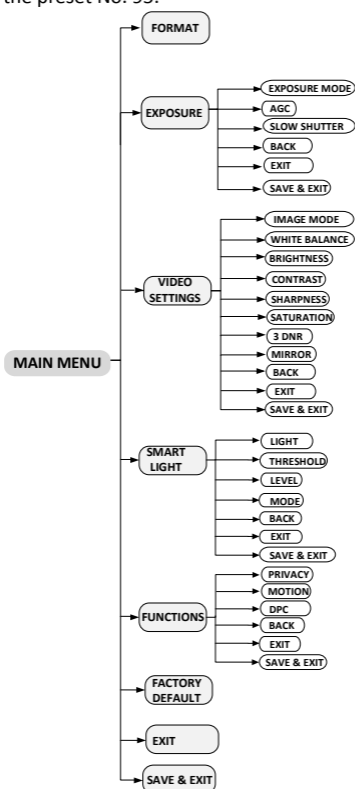 the preset No. 95.
FORMAT
EXPOSURE
EXPOSURE MODE
AGC
SLOW SHUTTER
BACK
EXIT
SAVE & EXIT
VIDEO
SETTINGS
IMAGE MODE
WHITE BALANCE
BRIGHTNESS
CONTRAST
SHARPNESS
SATURATION
3 DNR
MIRROR
BACK
EXIT
SAVE & EXIT
MAIN MENU
SMART
LIGHT
LIGHT
THRESHOLD
LEVEL
MODE
BACK
EXIT
SAVE & EXIT
FUNCTIONS
PRIVACY
MOTION
DPC
BACK
EXIT
SAVE & EXIT
FACTORY
DEFAULT
EXIT
SAVE & EXIT